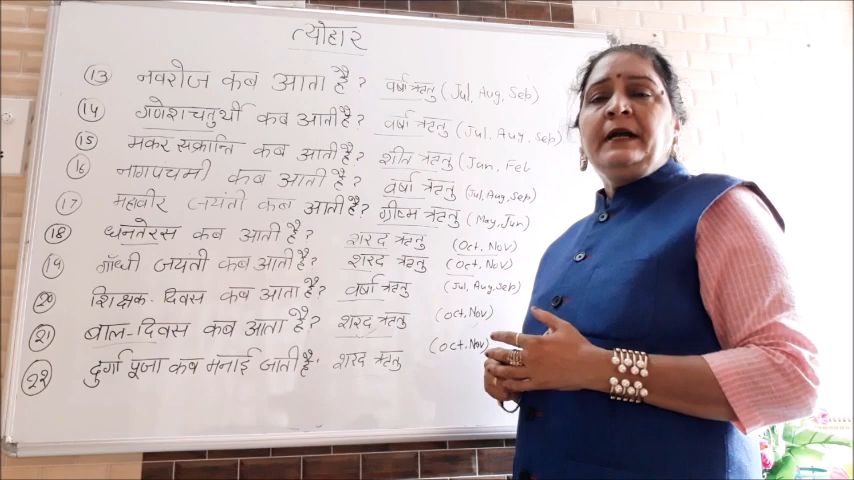 त्योहार
13 नवरोज कब आता है? वर्षा ऋतु (Jul, Aug, Sep)
14 गणेश चतुर्थी कब आती है? वर्षा ऋतु (Jul, Aug, Sep)
15 मकर सक्रान्ति कब आती है? शीत ऋतु (Jan, Feb
16 नागपचमी कब आती है? वर्षा ऋतु (Jul, Aug, Sep)
17 महावीर जयंती कब आती है? ग्रीष्म ऋतु (May, Jun)
18 धनतेरस कब आती है? शरद ऋतु (Oct, Nov)
19 गाँधी जयंती कब आती है? शरद ऋतु (Oct, Nov)
20 शिक्षक-दिवस कब आता है? वर्षा ऋतु (Jul, Aug, Sep)
21 बाल-दिवस कब आता है? शरद ऋतु (Oct, Nov)
22 दुर्गा पूजा कब मनाई जाती है? शरद ऋतु (Oct, Nov)